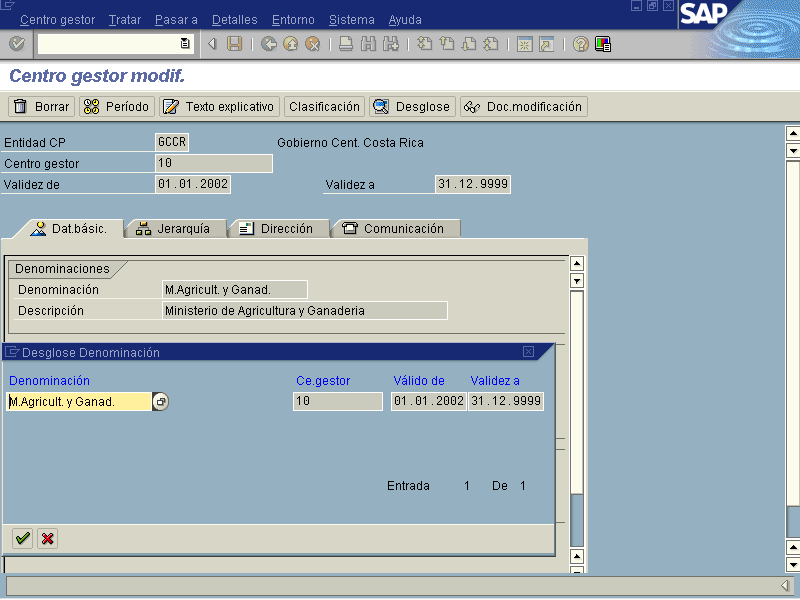 Centro gestor Tratar Pasar a Detalles Entorno Sistema Ayuda
SAP
Centro gestor modif.
Borrar Período Texto explicativo Clasificación Desglose Doc.modificación
Entidad CP GCCR Gobierno Cent. Costa Rica
Centro gestor 10
Validez de 01.01.2002 Validez a 31.12.9999
Dat.básic. Jerarquía Dirección Comunicación
Denominaciones
Denominación M.Agricult. y Ganad.
Descripción Ministerio de Agricultura y Ganaderia
Desglose Denominación
Denominación Ce.gestor Válido de Validez a
M.Agricult. y Ganad. 10 01.01.2002 31.12.9999
Entrada 1 De 1